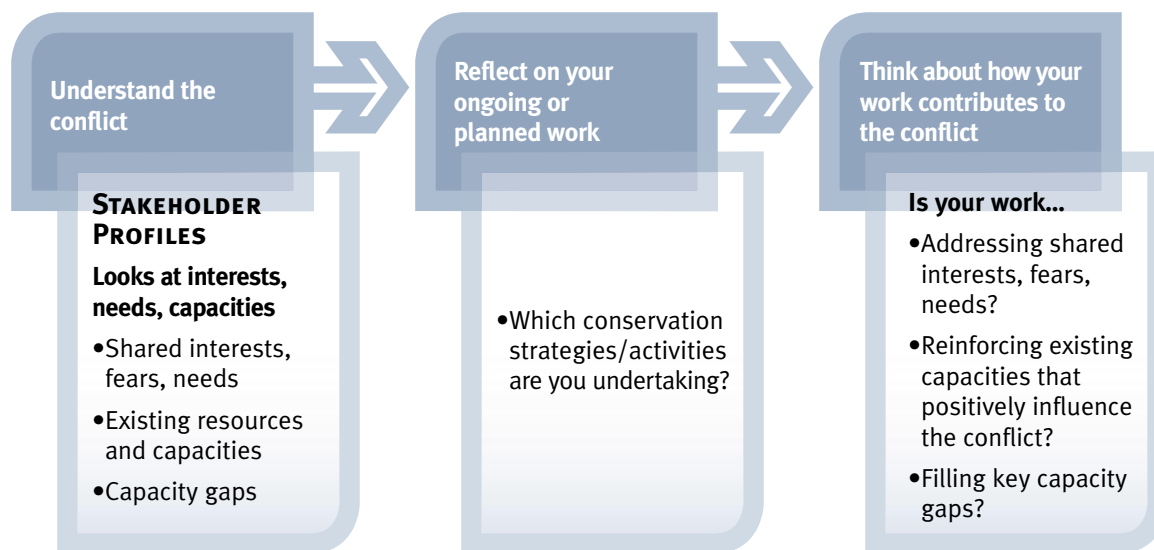 Understand the
conflict
STAKEHOLDER
PROFILES
Looks at interests,
needs, capacities
•Shared interests,
fears, needs
•Existing resources
and capacities
•Capacity gaps
Reflect on your
ongoing or
planned work
•Which conservation
strategies/activities
are you undertaking?
Think about how your
work contributes to
the conflict
Is your work...
•Addressing shared
interests, fears,
needs?
•Reinforcing existing
capacities that
positively influence
the conflict?
•Filling key capacity
gaps?